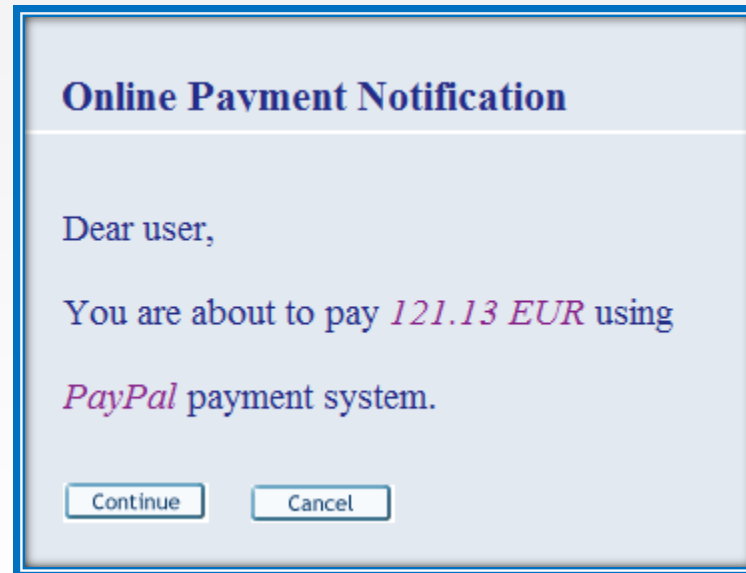 Online Payment Notification
Dear user,
You are about to pay 121.13 EUR using
PayPal payment system.
Continue Cancel